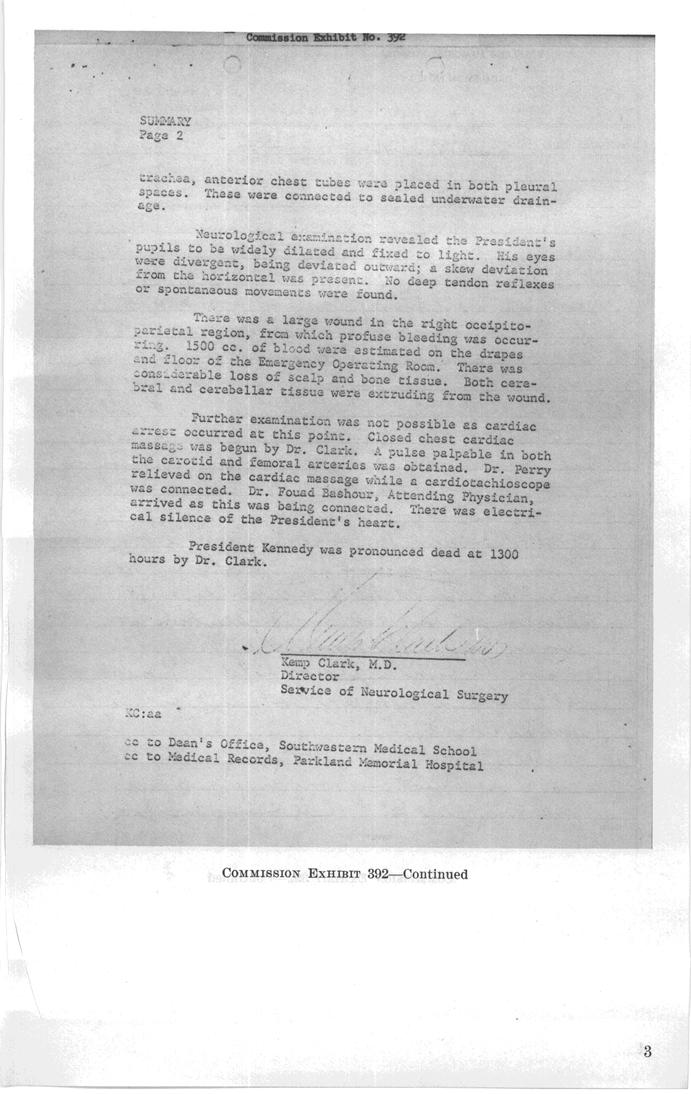 Commission Exhibit No. 392
SUMMARY
Page 2
trachea, anterior chest tubes were placed in both pleural
spaces. These were connected to sealed underwater drain-
age.
Neurological examination revealed the President's
pupils to be widely dilated and fixed to light. His eyes
were divergent, being deviated outward; a skew deviation
from the horizontal was present. No deep tendon reflexes
or spontaneous movements were found.
There was a large wound in the right occipito-
parietal region, from which profuse bleeding was occur-
ring. 1500 cc. of blood were estimated on the drapes
and floor of the Emergency Operating Room. There was
considerable loss of scalp and bone tissue. Both cere-
bral and cerebellar tissue were extruding from the wound.
Further examination was not possible as cardiac
arrest occurred at this point. Closed chest cardiac
massage was begun by Dr. Clark. A pulse palpable in both
the carotid and femoral arteries was obtained. Dr. Perry
relieved on the cardiac massage while a cardiotachioscope
was connected. Dr. Fouad Bashour, Attending Physician,
arrived as this was being connected. There was electri-
cal silence of the President's heart.
President Kennedy was pronounced dead at 1300
hours by Dr. Clark.
Kemp Clark, M.D.
Director
Service of Neurological Surgery
KC:aa
cc to Dean's Office, Southwestern Medical School
cc to Medical Records, Parkland Memorial Hospital
COMMISSION EXHIBIT 392—Continued
3